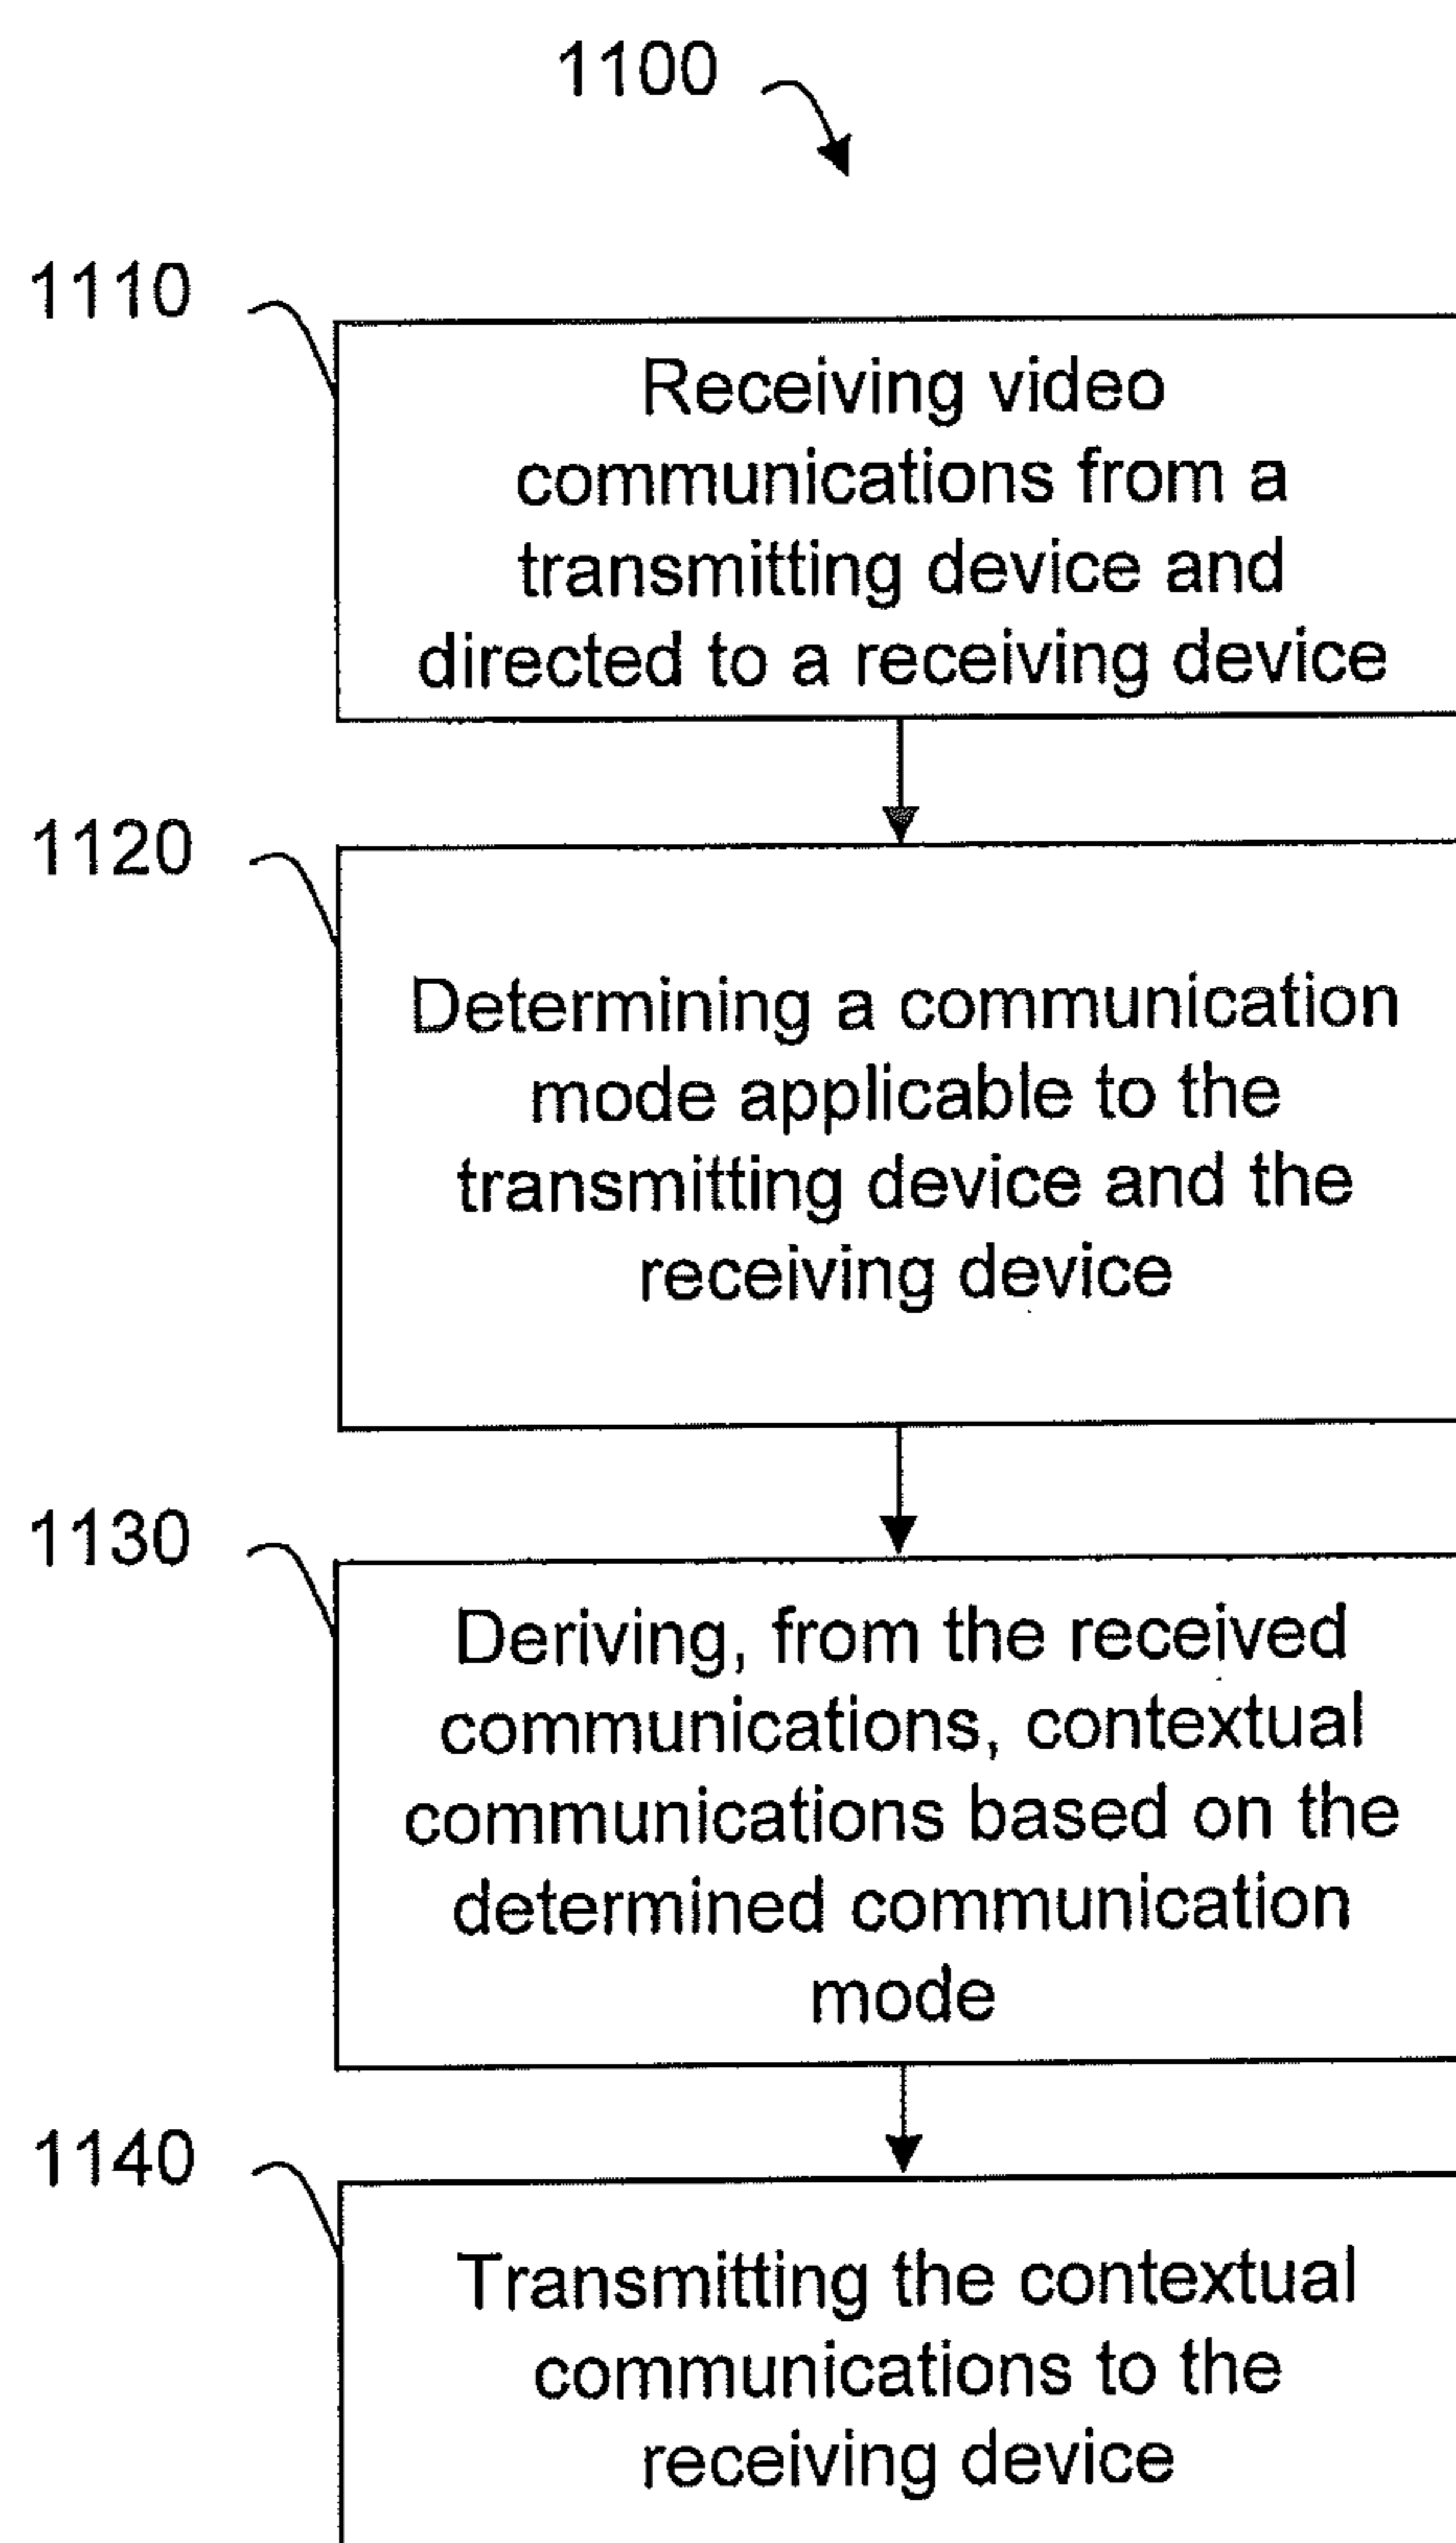 1100
1110
Receiving video
communications from a
transmitting device and
directed to a receiving device
1120
Determining a communication
mode applicable to the
transmitting device and the
receiving device
1130
Deriving, from the received
communications, contextual
communications based on the
determined communication
mode
1140
Transmitting the contextual
communications to the
receiving device